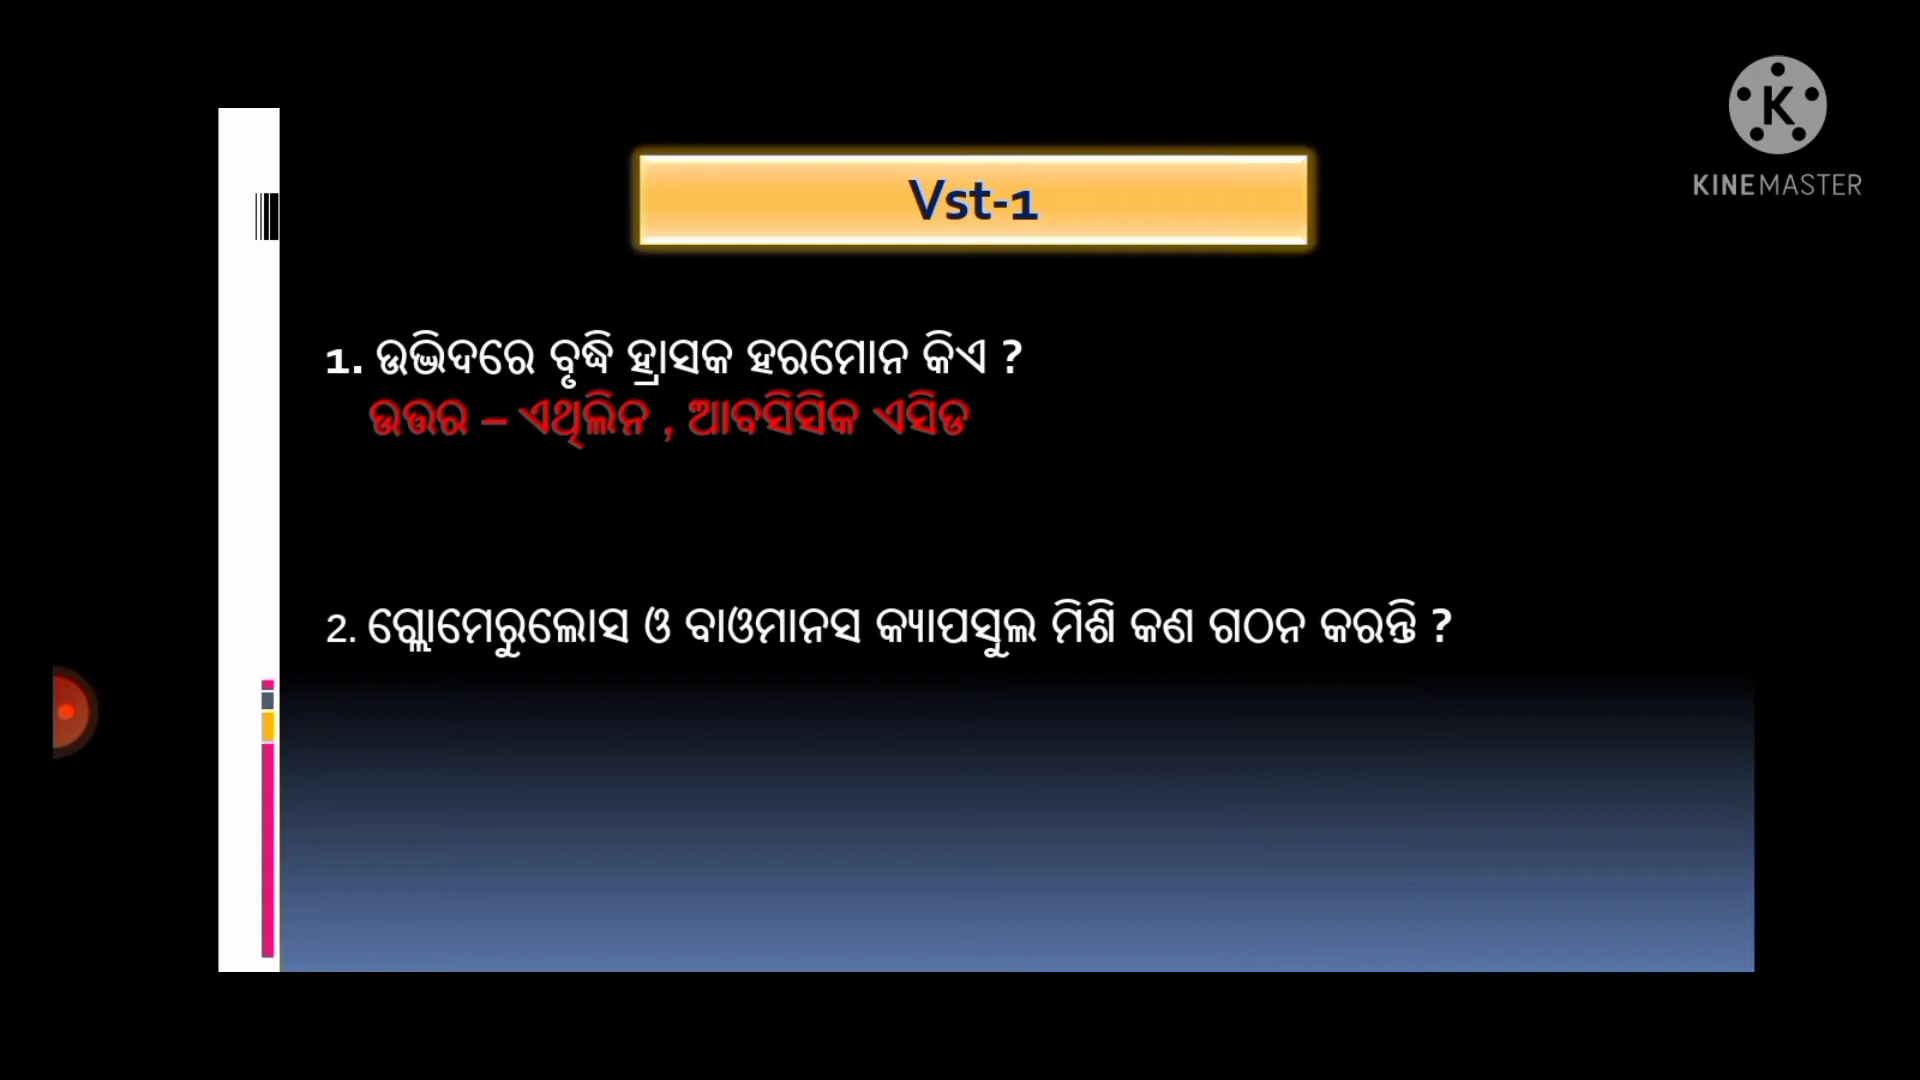 KINEMASTER
Vst-1
1. ଉଦ୍ଭିଦରେ ବୃଦ୍ଧି ହ୍ରାସକ ହରମୋନ କିଏ ?
ଉତ୍ତର – ଏଥିଲିନ , ଆବସିସିକ ଏସିଡ
2. ଗ୍ଲୋମେରୁଲୋସ ଓ ବାଓମାନସ କ୍ୟାପସୁଲ ମିଶି କଣ ଗଠନ କରନ୍ତି ?